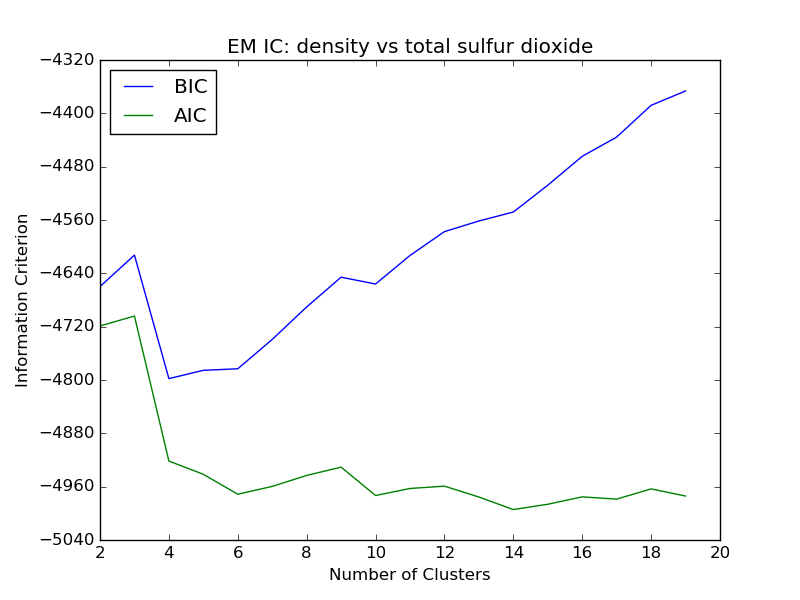 EM IC: density vs total sulfur dioxide
BIC
AIC
Information Criterion
−4320
−4400
−4480
−4560
−4640
−4720
−4800
−4880
−4960
−5040
2 4 6 8 10 12 14 16 18 20
Number of Clusters